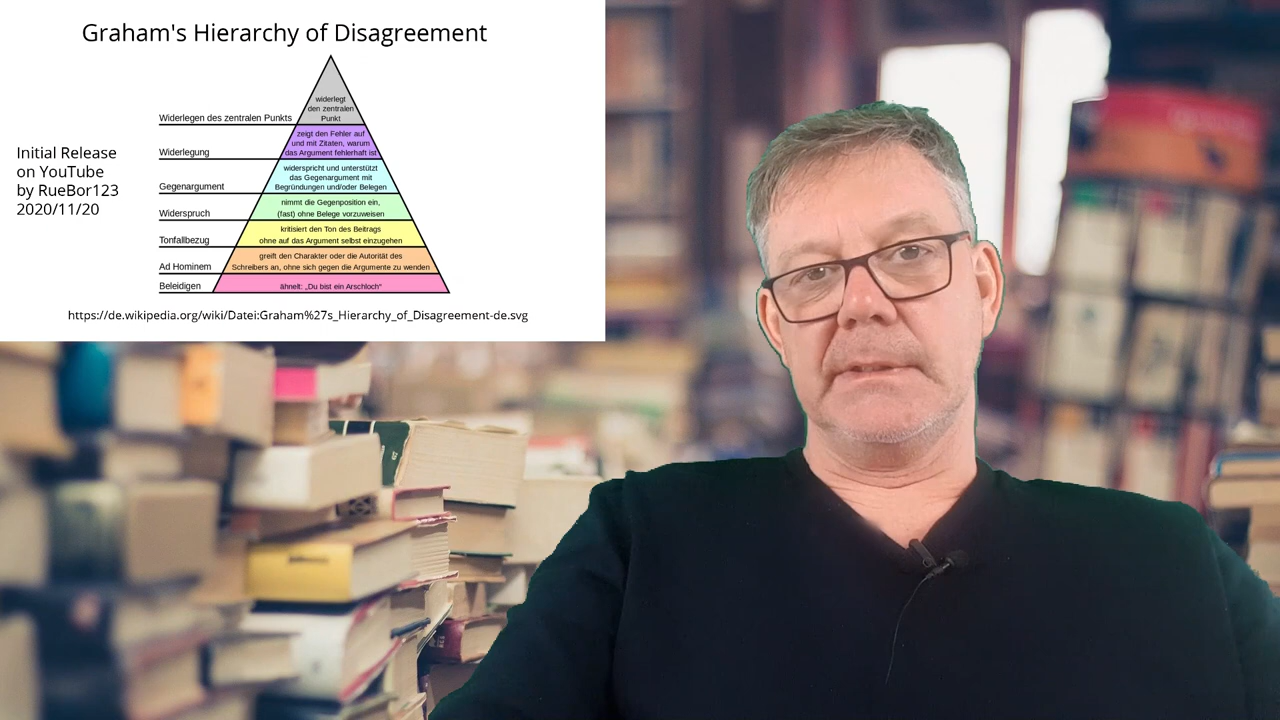 Graham's Hierarchy of Disagreement
Initial Release
on YouTube
by RueBor123
2020/11/20
Widerlegen des zentralen Punkts
widerlegt
den zentralen
Punkt
Widerlegung
zeigt den Fehler auf
und mit Zitaten, warum
das Argument fehlerhaft ist
Gegenargument
widerspricht und unterstützt
das Gegenargument mit
Begründungen und/oder Belegen
Widerspruch
nimmt die Gegenposition ein,
(fast) ohne Belege vorzuweisen
Tonfallbezug
kritisiert den Ton des Beitrags
ohne auf das Argument selbst einzugehen
Ad Hominem
greift den Charakter oder die Autorität des
Schreibers an, ohne sich gegen die Argumente zu wenden
Beleidigen
ähnelt: „Du bist ein Arschloch“
https://de.wikipedia.org/wiki/Datei:Graham%27s_Hierarchy_of_Disagreement-de.svg